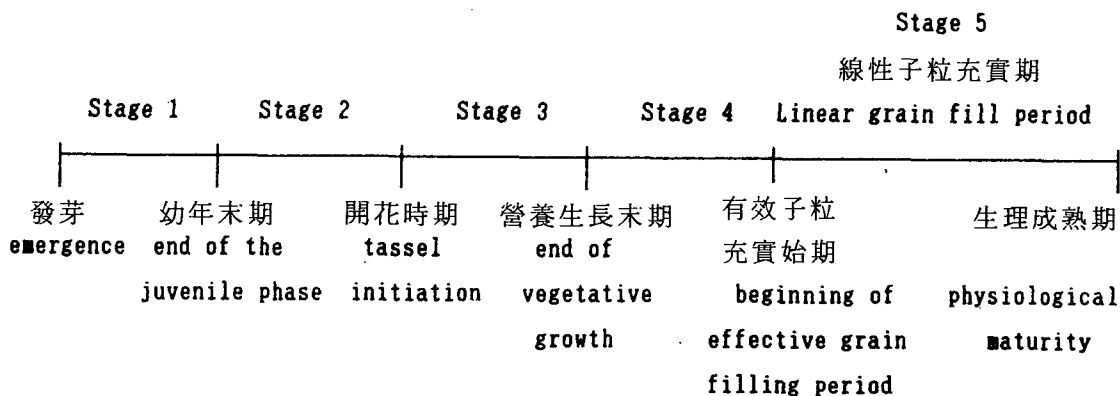 Stage 5
線性子粒充實期
Stage 1 Stage 2 Stage 3 Stage 4 Linear grain fill period
發芽 幼年末期 開花時期 營養生長末期 有效子粒 生理成熟期
emergence end of the tassel end of 充實始期
juvenile phase initiation vegetative beginning of physiological
growth effective grain maturity
filling period